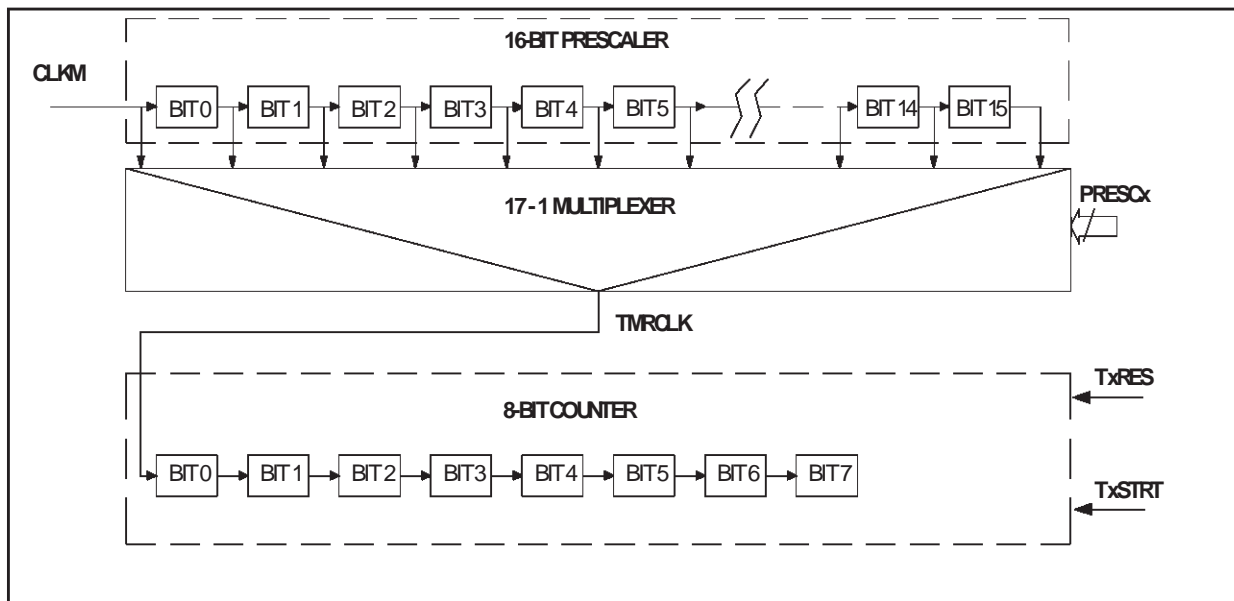 16-BIT PRESCALER
CLKM
BIT0 BIT1 BIT2 BIT3 BIT4 BIT5 BIT14 BIT15
17-1 MULTIPLEXER
PRESCx
TMRCLK
TxRES
8-BIT COUNTER
BIT0 BIT1 BIT2 BIT3 BIT4 BIT5 BIT6 BIT7
TxSTRT